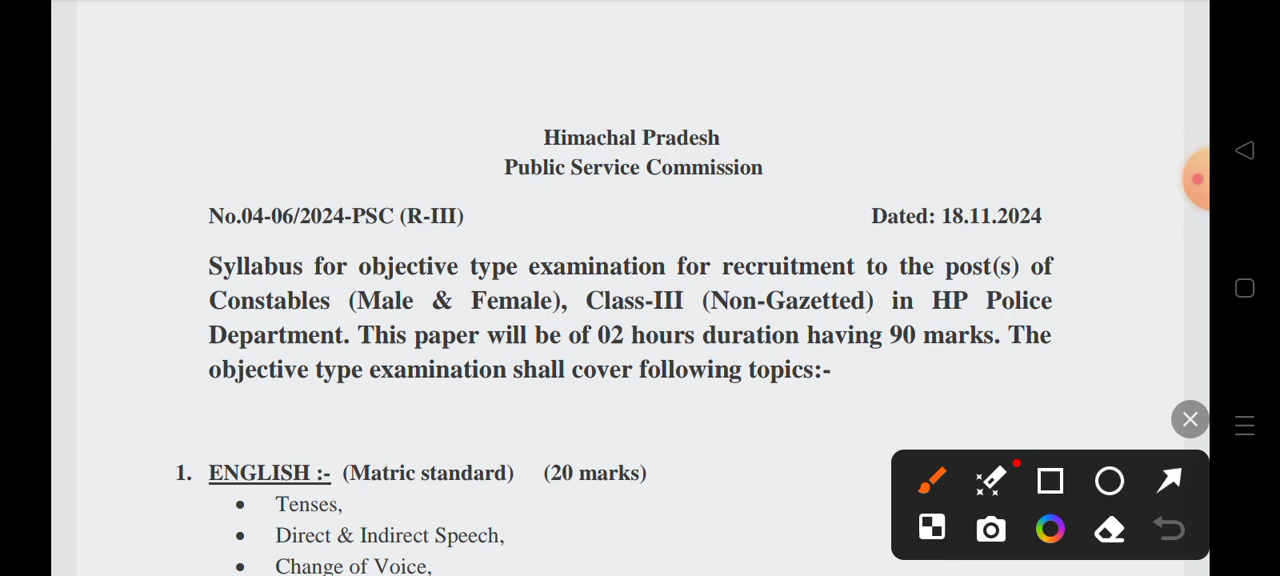 Himachal Pradesh
Public Service Commission
No.04-06/2024-PSC (R-III) Dated: 18.11.2024
Syllabus for objective type examination for recruitment to the post(s) of
Constables (Male & Female), Class-III (Non-Gazetted) in HP Police
Department. This paper will be of 02 hours duration having 90 marks. The
objective type examination shall cover following topics:-
1. ENGLISH :- (Matric standard) (20 marks)
• Tenses,
• Direct & Indirect Speech,
• Change of Voice,